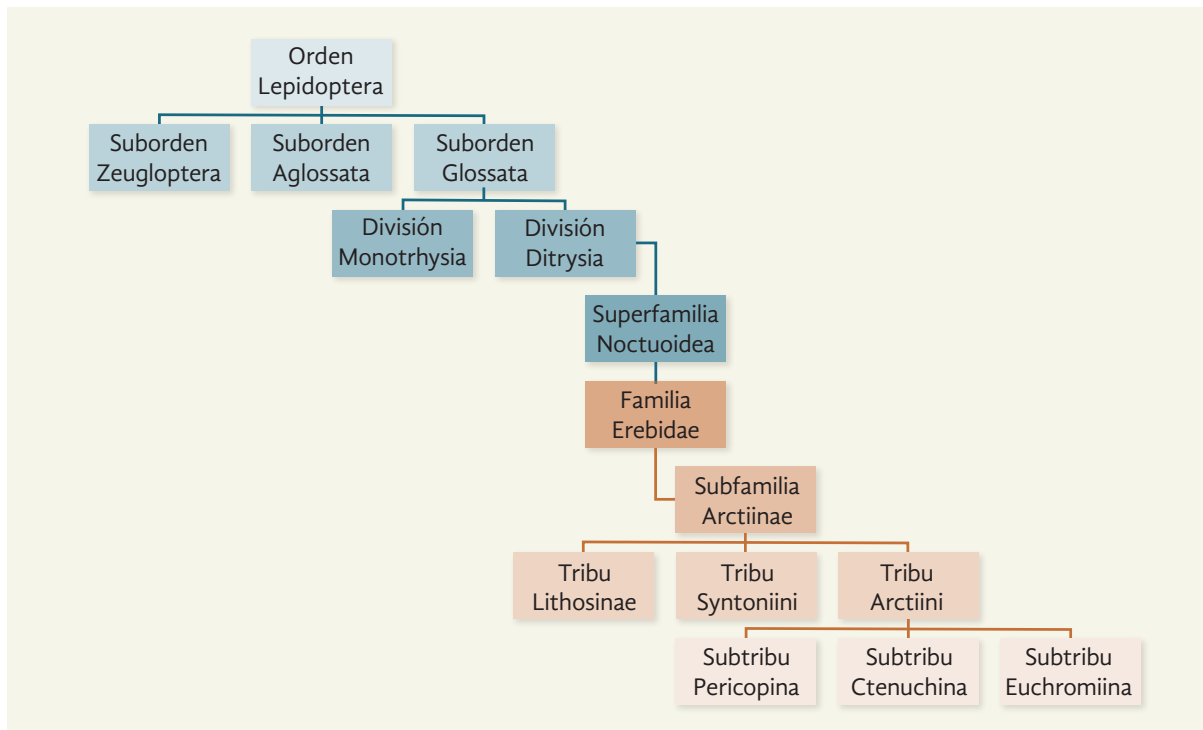 Orden
Lepidoptera
Suborden
Zeugloptera
Suborden
Aglossata
Suborden
Glossata
División
Monotrhysia
División
Ditrysia
Superfamilia
Noctuoidea
Familia
Erebidae
Subfamilia
Arctiinae
Tribu
Lithosinae
Tribu
Syntoniini
Tribu
Arctiini
Subtribu
Pericopina
Subtribu
Ctenuchina
Subtribu
Euchromiina